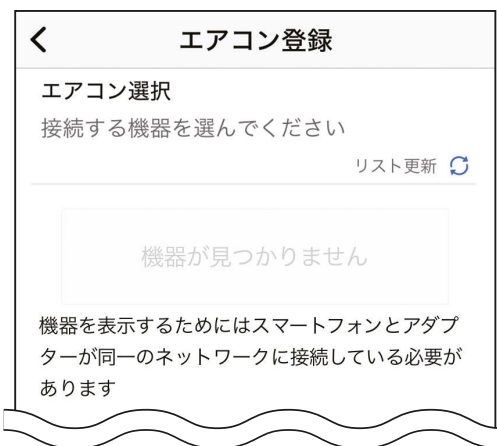 エアコン登録
エアコン選択
接続する機器を選んでください
リスト更新
機器が見つかりません
機器を表示するためにはスマートフォンとアダプ
ターが同一のネットワークに接続している必要が
あります